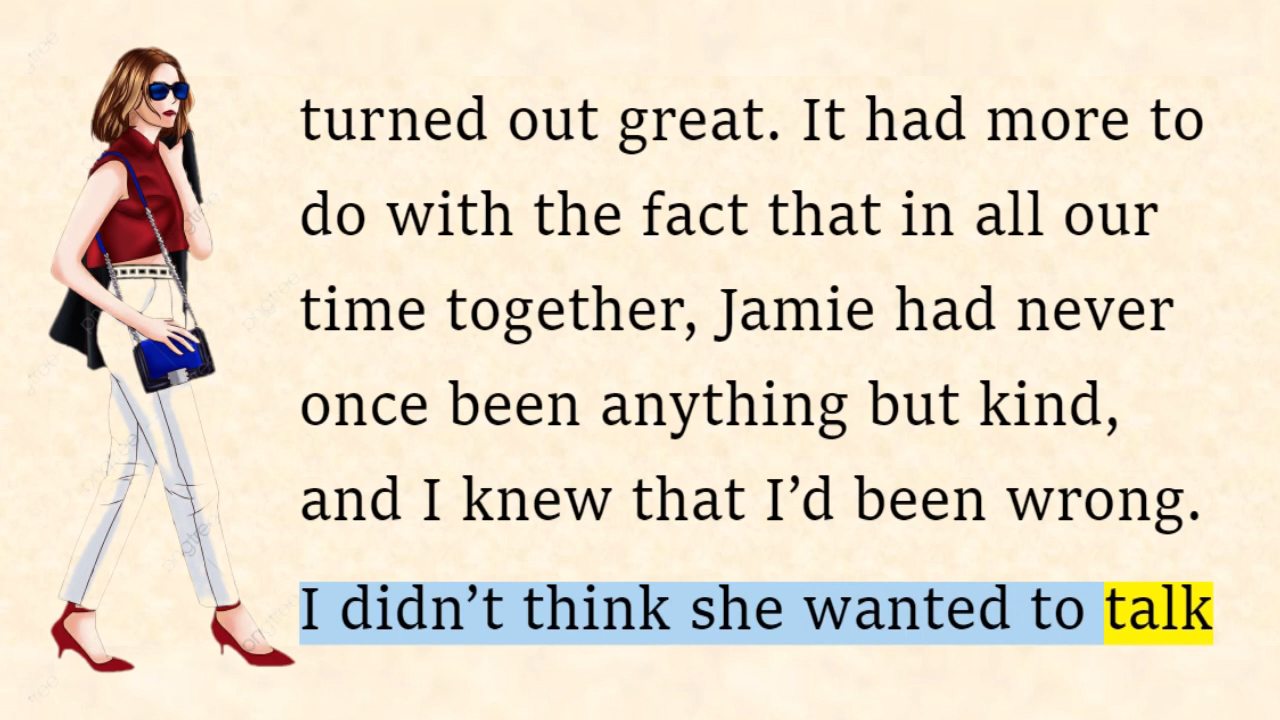 turned out great. It had more to
do with the fact that in all our
time together, Jamie had never
once been anything but kind,
and I knew that I’d been wrong.
I didn’t think she wanted to talk